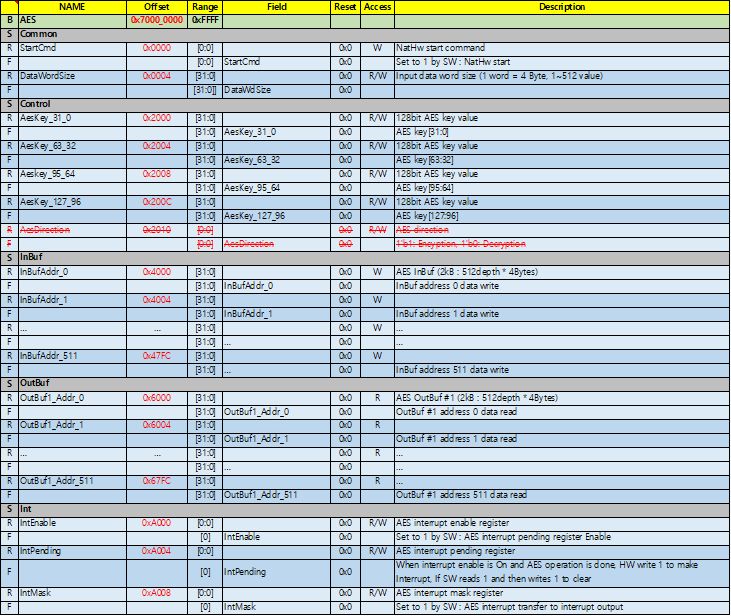 NAME Offset Range Field Reset Access Description
B AES 0x7000_0000 0xFFFF
S Common
R StartCmd 0x0000 [0:0] 0x0 W NatHw start command
F [0:0] StartCmd 0x0 Set to 1 by SW : NatHw start
R DataWordSize 0x0004 [31:0] 0x0 R/W Input data word size (1 word = 4 Byte, 1~512 value)
F [31:0]] DataWdSize 0x0
S Control
R AesKey_31_0 0x2000 [31:0] 0x0 R/W 128bit AES key value
F [31:0] AesKey_31_0 0x0 AES key[31:0]
R AesKey_63_32 0x2004 [31:0] 0x0 R/W 128bit AES key value
F [31:0] AesKey_63_32 0x0 AES key[63:32]
R Aeskey_95_64 0x2008 [31:0] 0x0 R/W 128bit AES key value
F [31:0] AesKey_95_64 0x0 AES key[95:64]
R AesKey_127_96 0x200C [31:0] 0x0 R/W 128bit AES key value
F [31:0] AesKey_127_96 0x0 AES key[127:96]
R AesDirection 0x2010 [0:0] 0x0 R/W AES direction
F [0:0] AesDirection 0x0 1'b1: Encyption, 1'b0: Decryption
S InBuf
R InBufAddr_0 0x4000 [31:0] 0x0 W AES InBuf (2kB : 512depth * 4Bytes)
F [31:0] InBufAddr_0 0x0 InBuf address 0 data write
R InBufAddr_1 0x4004 [31:0] 0x0 W
F [31:0] InBufAddr_1 0x0 InBuf address 1 data write
R ... ... [31:0] 0x0 W ...
F [31:0] ... 0x0 ...
R InBufAddr_511 0x47FC [31:0] 0x0 W
F [31:0] ... 0x0 InBuf address 511 data write
S OutBuf
R OutBuf1_Addr_0 0x6000 [31:0] 0x0 R AES OutBuf #1 (2kB : 512depth * 4Bytes)
F [31:0] OutBuf1_Addr_0 0x0 OutBuf #1 address 0 data read
R OutBuf1_Addr_1 0x6004 [31:0] 0x0 R
F [31:0] OutBuf1_Addr_1 0x0 OutBuf #1 address 1 data read
R ... ... [31:0] 0x0 R ...
F [31:0] ... 0x0 ...
R OutBuf1_Addr_511 0x67FC [31:0] 0x0 R ...
F [31:0] OutBuf1_Addr_511 0x0 OutBuf #1 address 511 data read
S Int
R IntEnable 0xA000 [0:0] 0x0 R/W AES interrupt enable register
F [0] IntEnable 0x0 Set to 1 by SW : AES interrupt pending register Enable
R IntPending 0xA004 [0:0] 0x0 R/W AES interrupt pending register
F [0] IntPending 0x0 When interrupt enable is On and AES operation is done, HW write 1 to make
Interrupt, If SW reads 1 and then writes 1 to clear
R IntMask 0xA008 [0:0] 0x0 R/W AES interrupt mask register
F [0] IntMask 0x0 Set to 1 by SW : AES interrupt transfer to interrupt output